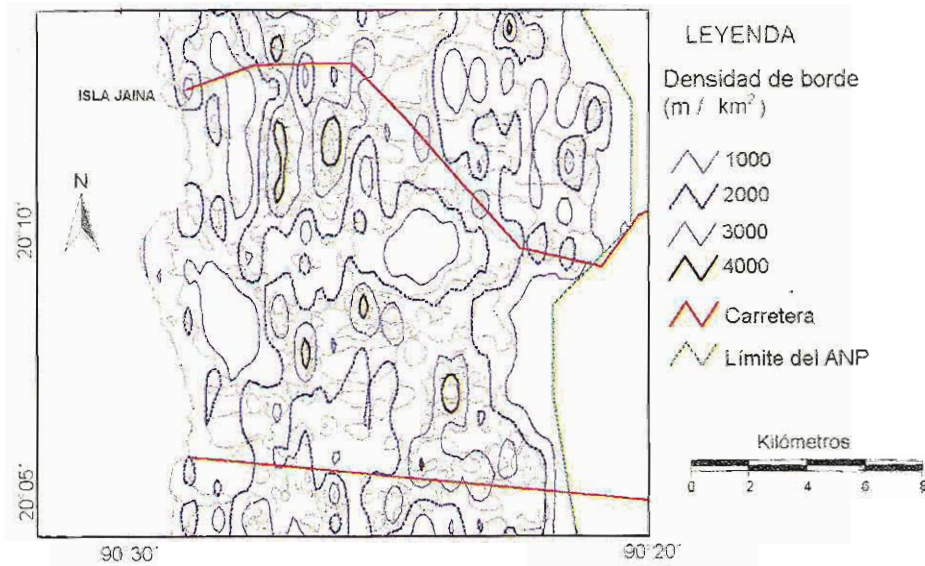 LEYENDA
Densidad de borde
(m / km²)
1000
2000
3000
4000
Carretera
Límite del ANP
Kilómetros
0 2 4 6 8
ISLA JAINA
N
20°10´
20°05´
90°30´
90°20´